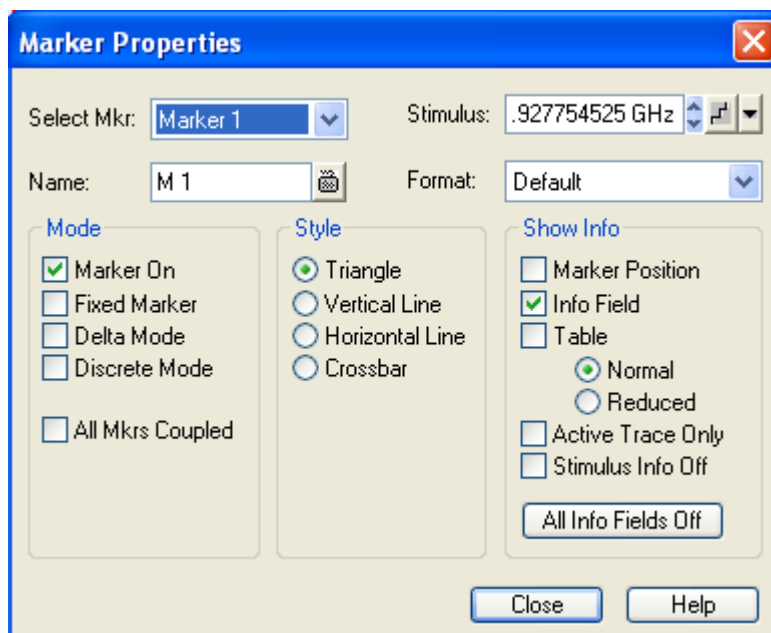 Marker Properties
Select Mkr: Marker 1
Stimulus: .927754525 GHz
Name: M 1
Format: Default
Mode
Marker On
Fixed Marker
Delta Mode
Discrete Mode
All Mkrs Coupled
Style
Triangle
Vertical Line
Horizontal Line
Crossbar
Show Info
Marker Position
Info Field
Table
Normal
Reduced
Active Trace Only
Stimulus Info Off
All Info Fields Off
Close
Help